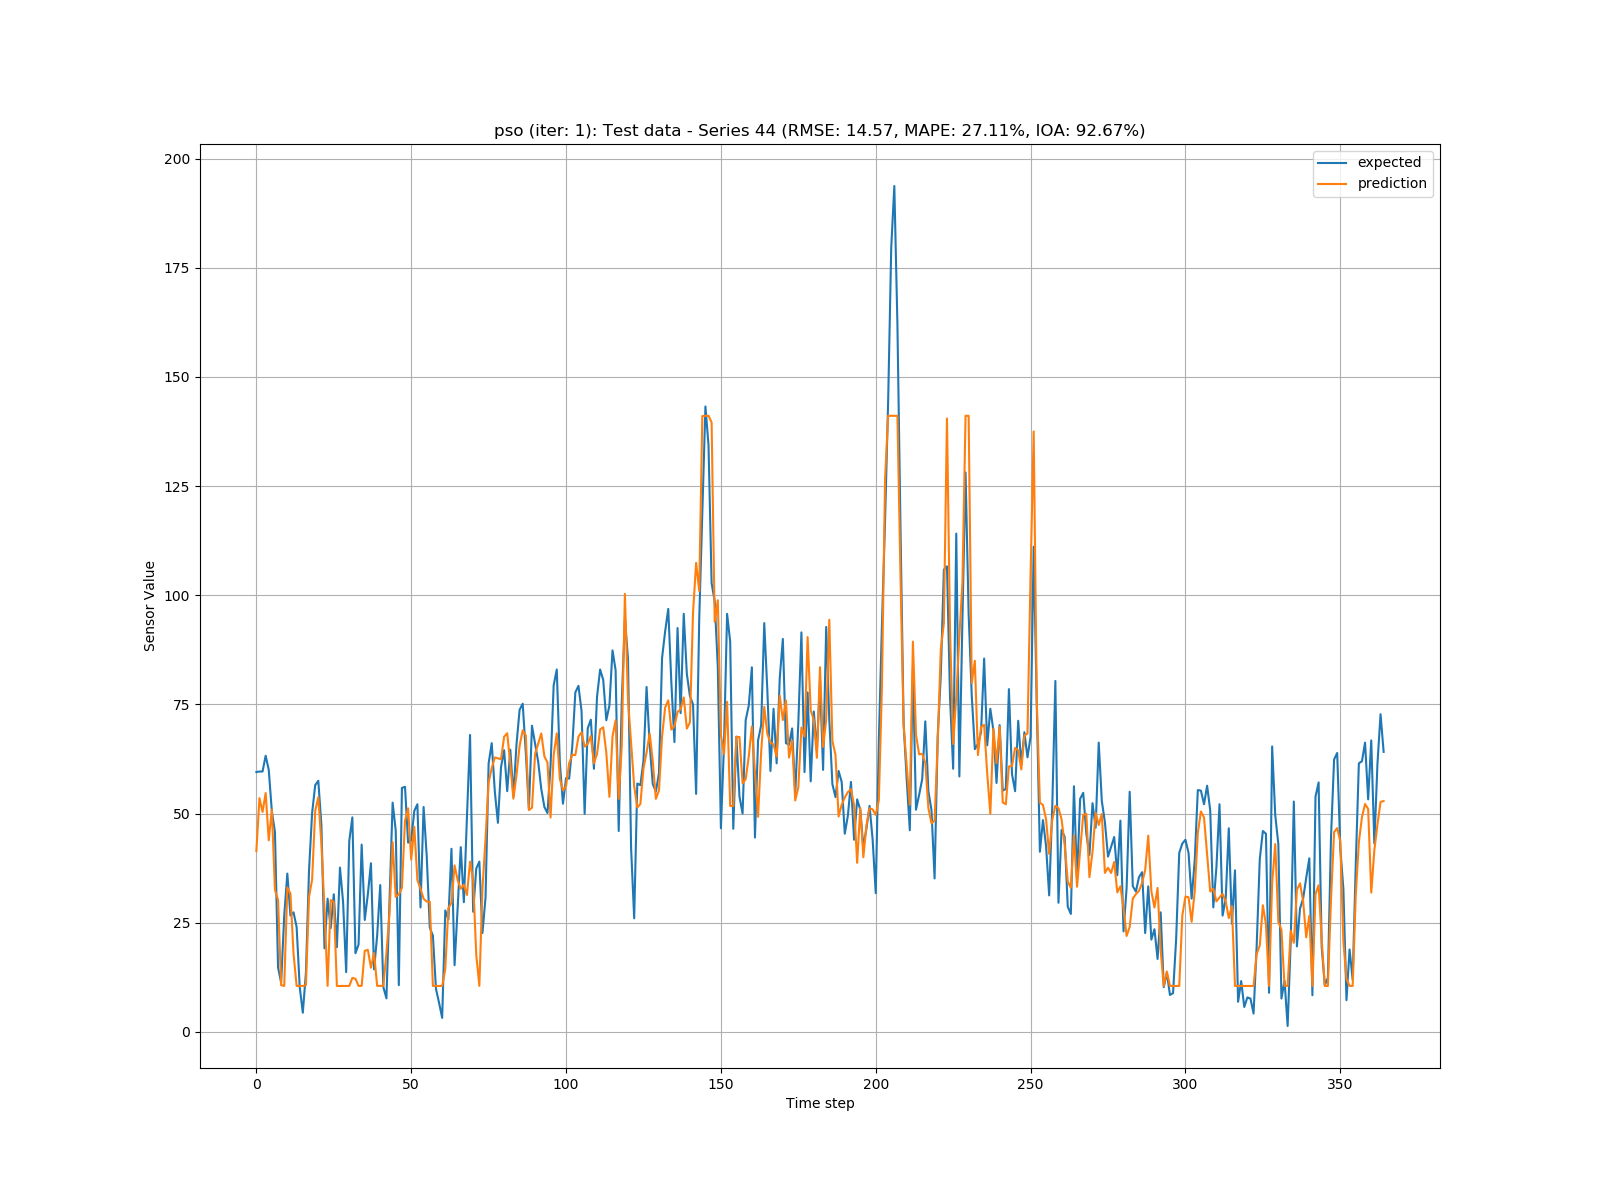 pso (iter: 1): Test data - Series 44 (RMSE: 14.57, MAPE: 27.11%, IOA: 92.67%)
expected
prediction
200
175
150
125
100
75
50
25
0
Sensor Value
0 50 100 150 200 250 300 350
Time step